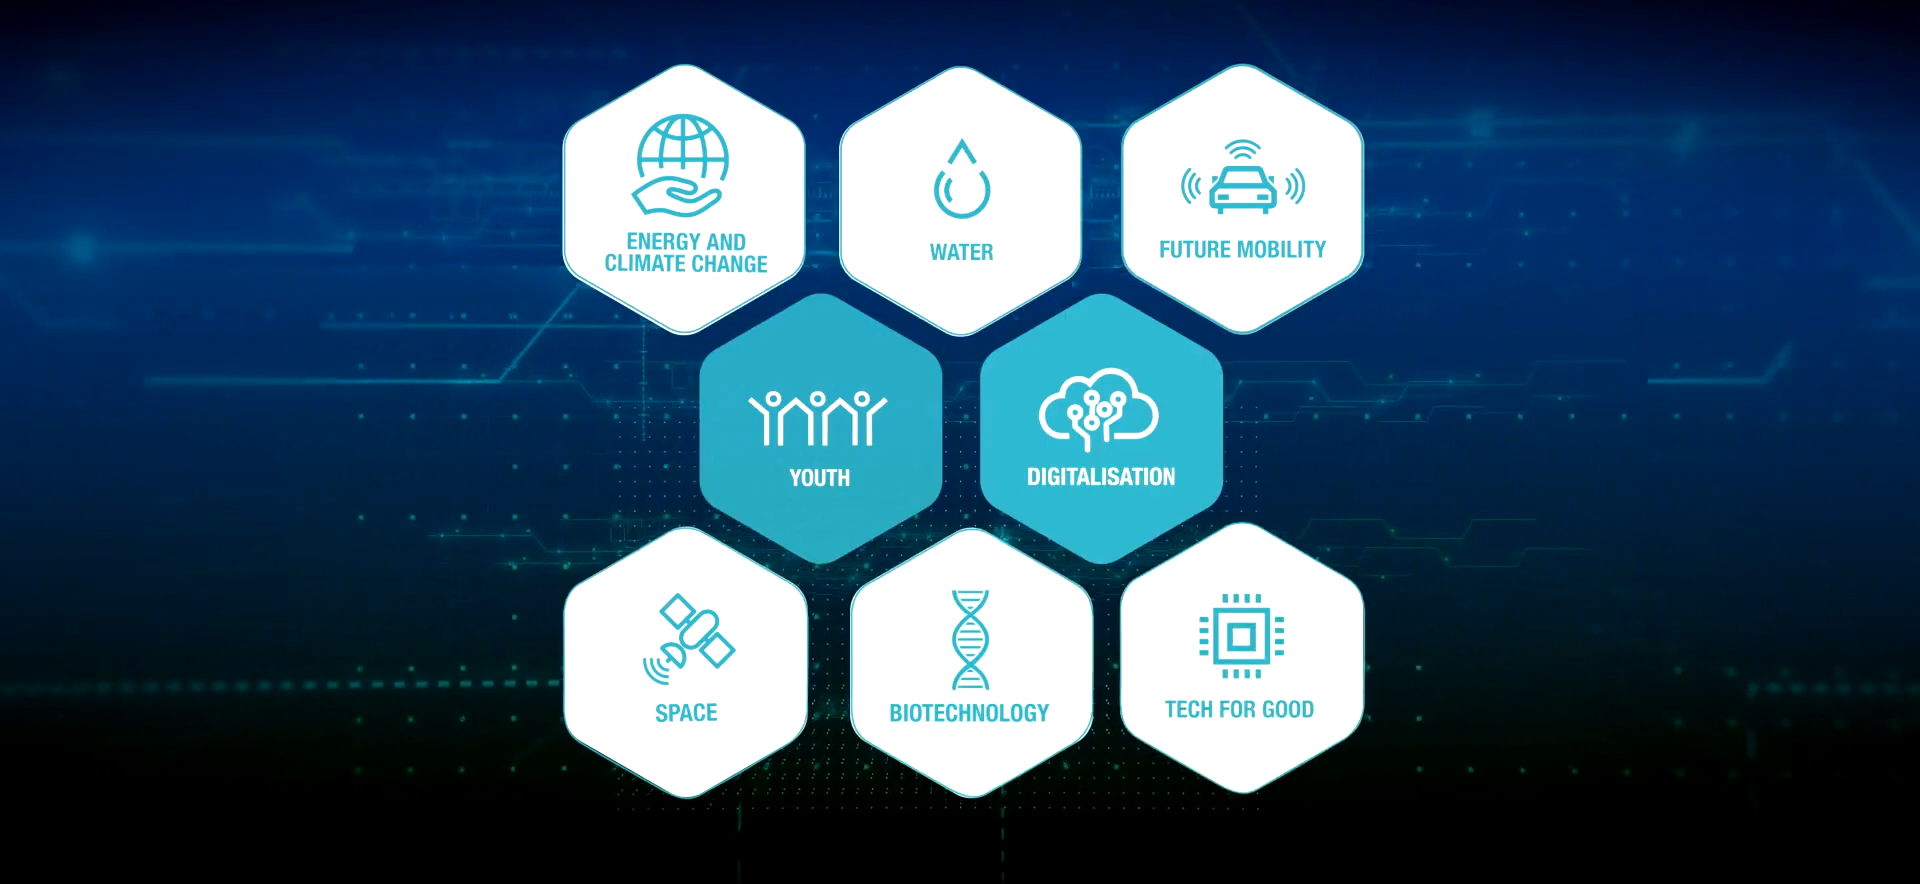 ENERGY AND
CLIMATE CHANGE
WATER
FUTURE MOBILITY
YOUTH
DIGITALISATION
SPACE
BIOTECHNOLOGY
TECH FOR GOOD